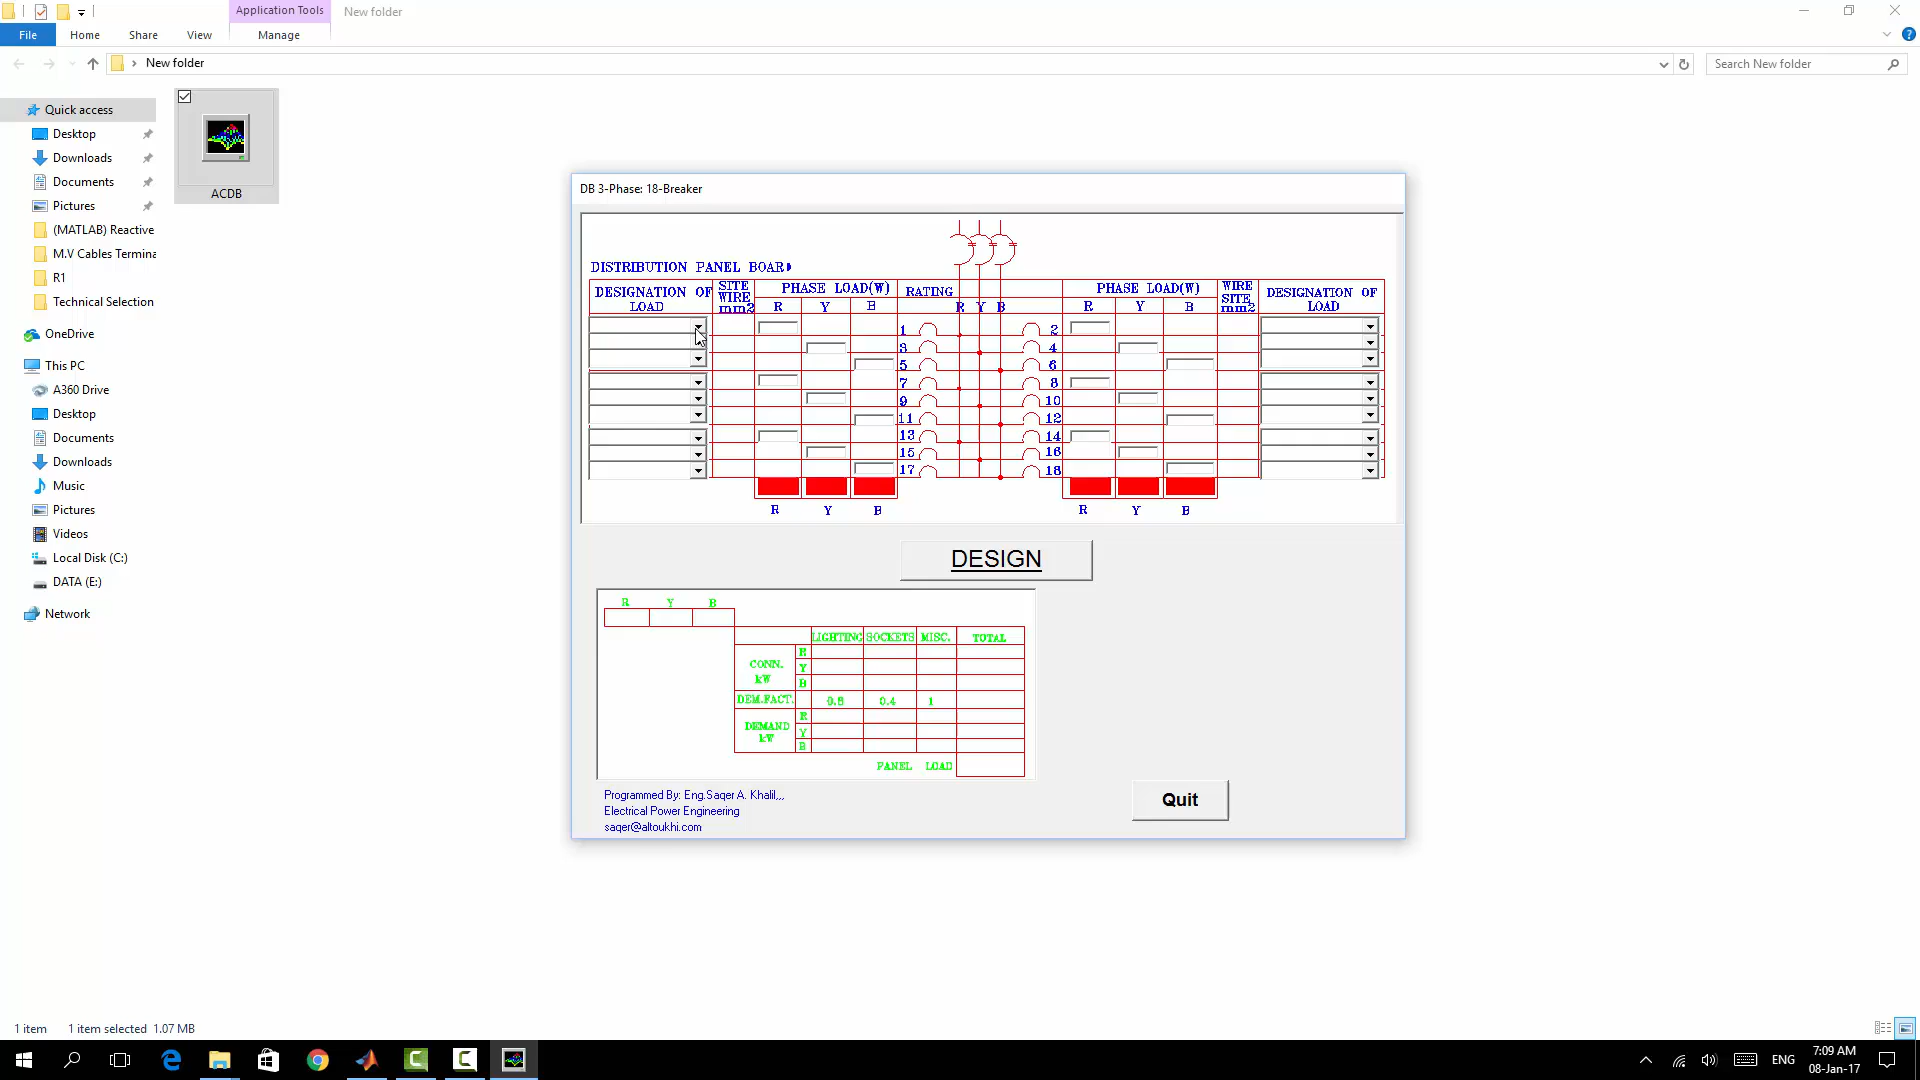 Application Tools
New folder
File
Home
Share
View
Manage
New folder
Search New folder
Quick access
Desktop
Downloads
Documents
Pictures
(MATLAB) Reactive
M.V Cables Termina
R1
Technical Selection
OneDrive
This PC
A360 Drive
Desktop
Documents
Downloads
Music
Pictures
Videos
Local Disk (C:)
DATA (E:)
Network
ACDB
DB 3-Phase: 18-Breaker
DISTRIBUTION PANEL BOARD
DESIGNATION OF LOAD
SITE WIRE mm2
PHASE LOAD(W)
R Y B
RATING
R Y B
PHASE LOAD(W)
R Y B
WIRE SITE mm2
DESIGNATION OF LOAD
1 2
3 4
5 6
7 8
9 10
11 12
13 14
15 16
17 18
R Y B R Y B
DESIGN
R Y B
LIGHTING SOCKETS MISC. TOTAL
CONN. kW
R
Y
B
DEM.FACT. 0.8 0.4 1
DEMAND kW
R
Y
B
PANEL LOAD
Programmed By: Eng.Saqer A. Khalil,,,
Electrical Power Engineering
saqer@altoukhi.com
Quit
1 item 1 item selected 1.07 MB
ENG
7:09 AM
08-Jan-17